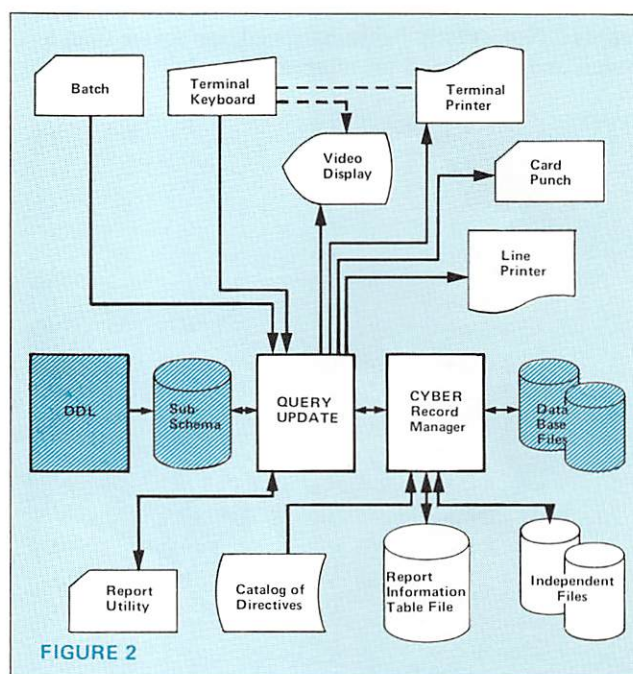 Batch
Terminal
Keyboard
Terminal
Printer
Video
Display
Card
Punch
Line
Printer
DDL
Sub-
Schema
QUERY
UPDATE
CYBER
Record
Manager
Data
Base
Files
Report
Utility
Catalog of
Directives
Report
Information
Table File
Independent
Files
FIGURE 2